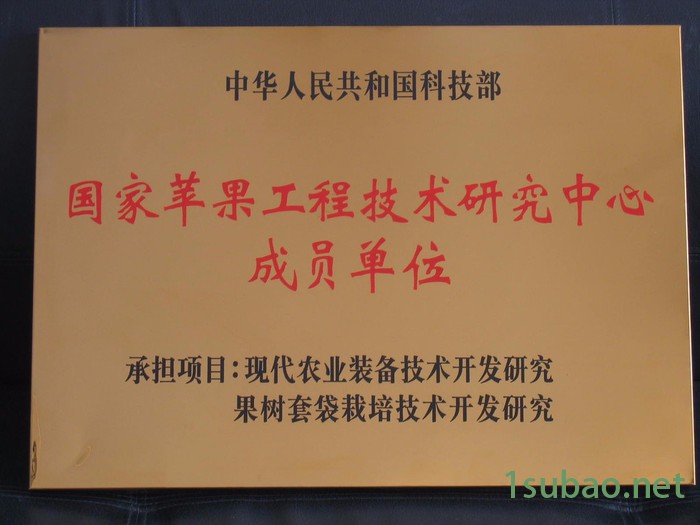 中华人民共和国科技部
国家苹果工程技术研究中心
成员单位
承担项目：现代农业装备技术开发研究
果树套袋栽培技术开发研究
1subao.net